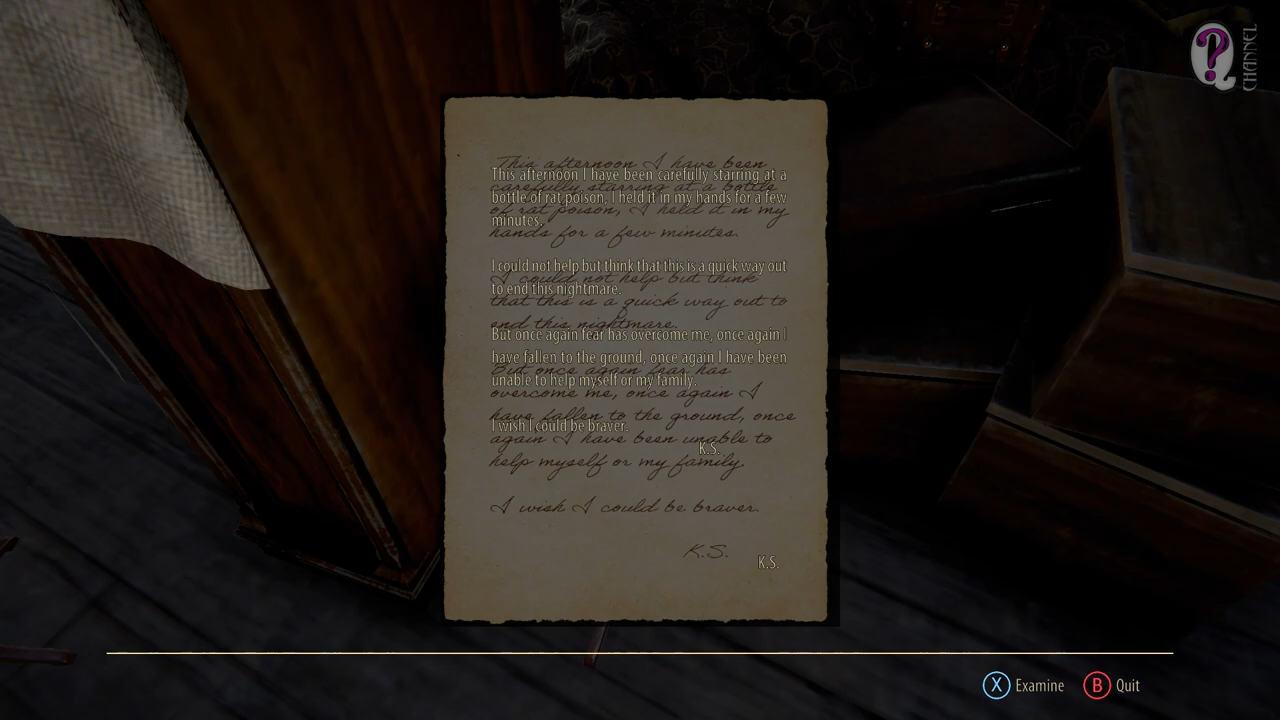 ? CHANNEL
This afternoon I have been
carefully starring at a bottle
of rat poison, I held it in my
hands for a few minutes.
I could not help but think
that this is a quick way out to
end this nightmare.
But once again fear has
overcome me, once again I
have fallen to the ground, once
again I have been unable to
help myself or my family.
I wish I could be braver.
K.S.
This afternoon I have been carefully starring at a
bottle of rat poison, I held it in my hands for a few
minutes.
I could not help but think that this is a quick way out
to end this nightmare.
But once again fear has overcome me, once again I
have fallen to the ground, once again I have been
unable to help myself or my family.
I wish I could be braver.
K.S.
K.S.
X Examine B Quit